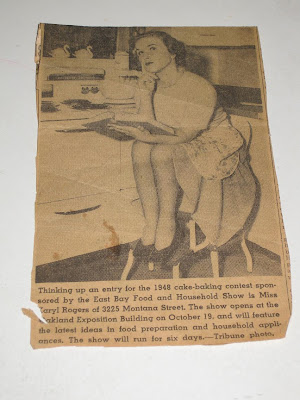 Thinking up an entry for the 1948 cake-baking contest spon-
sored by the East Bay Food and Household Show is Miss
Caryl Rogers of 3225 Montana Street. The show opens at the
Oakland Exposition Building on October 19, and will feature
the latest ideas in food preparation and household appli-
ances. The show will run for six days.—Tribune photo.